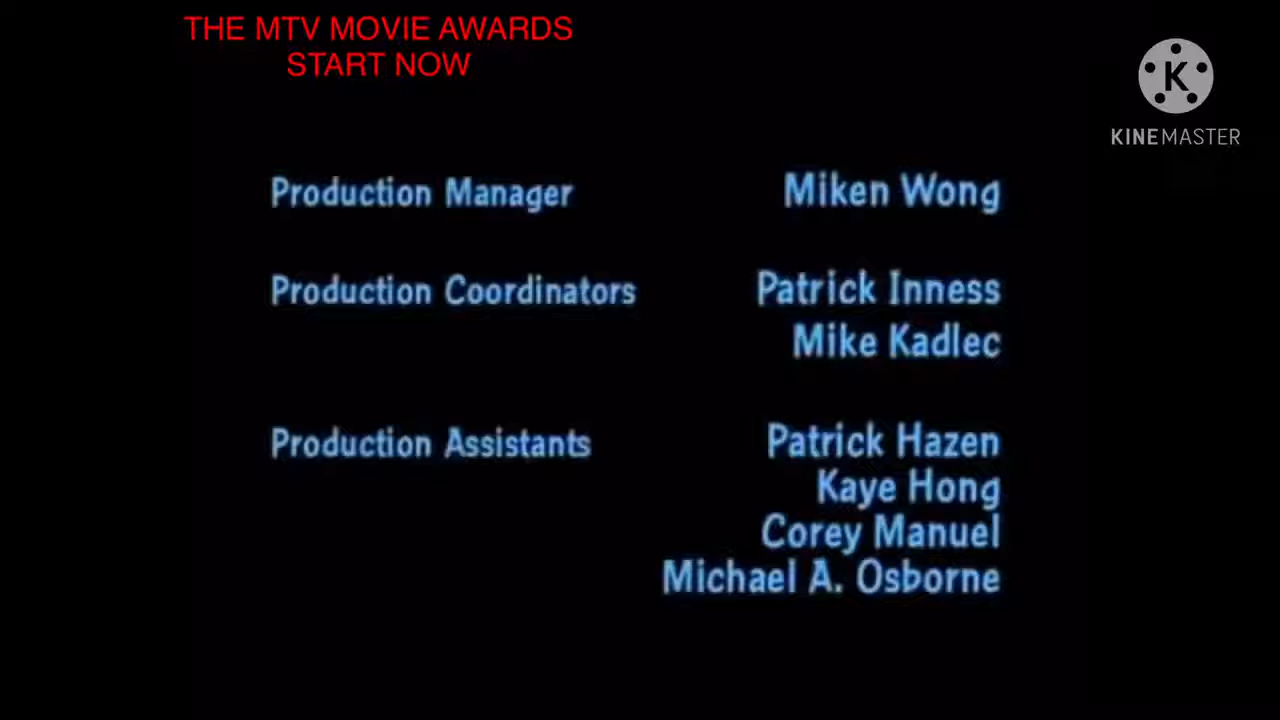 THE MTV MOVIE AWARDS
START NOW
K
KINEMASTER
Production Manager Miken Wong
Production Coordinators Patrick Inness
Mike Kadlec
Production Assistants Patrick Hazen
Kaye Hong
Corey Manuel
Michael A. Osborne